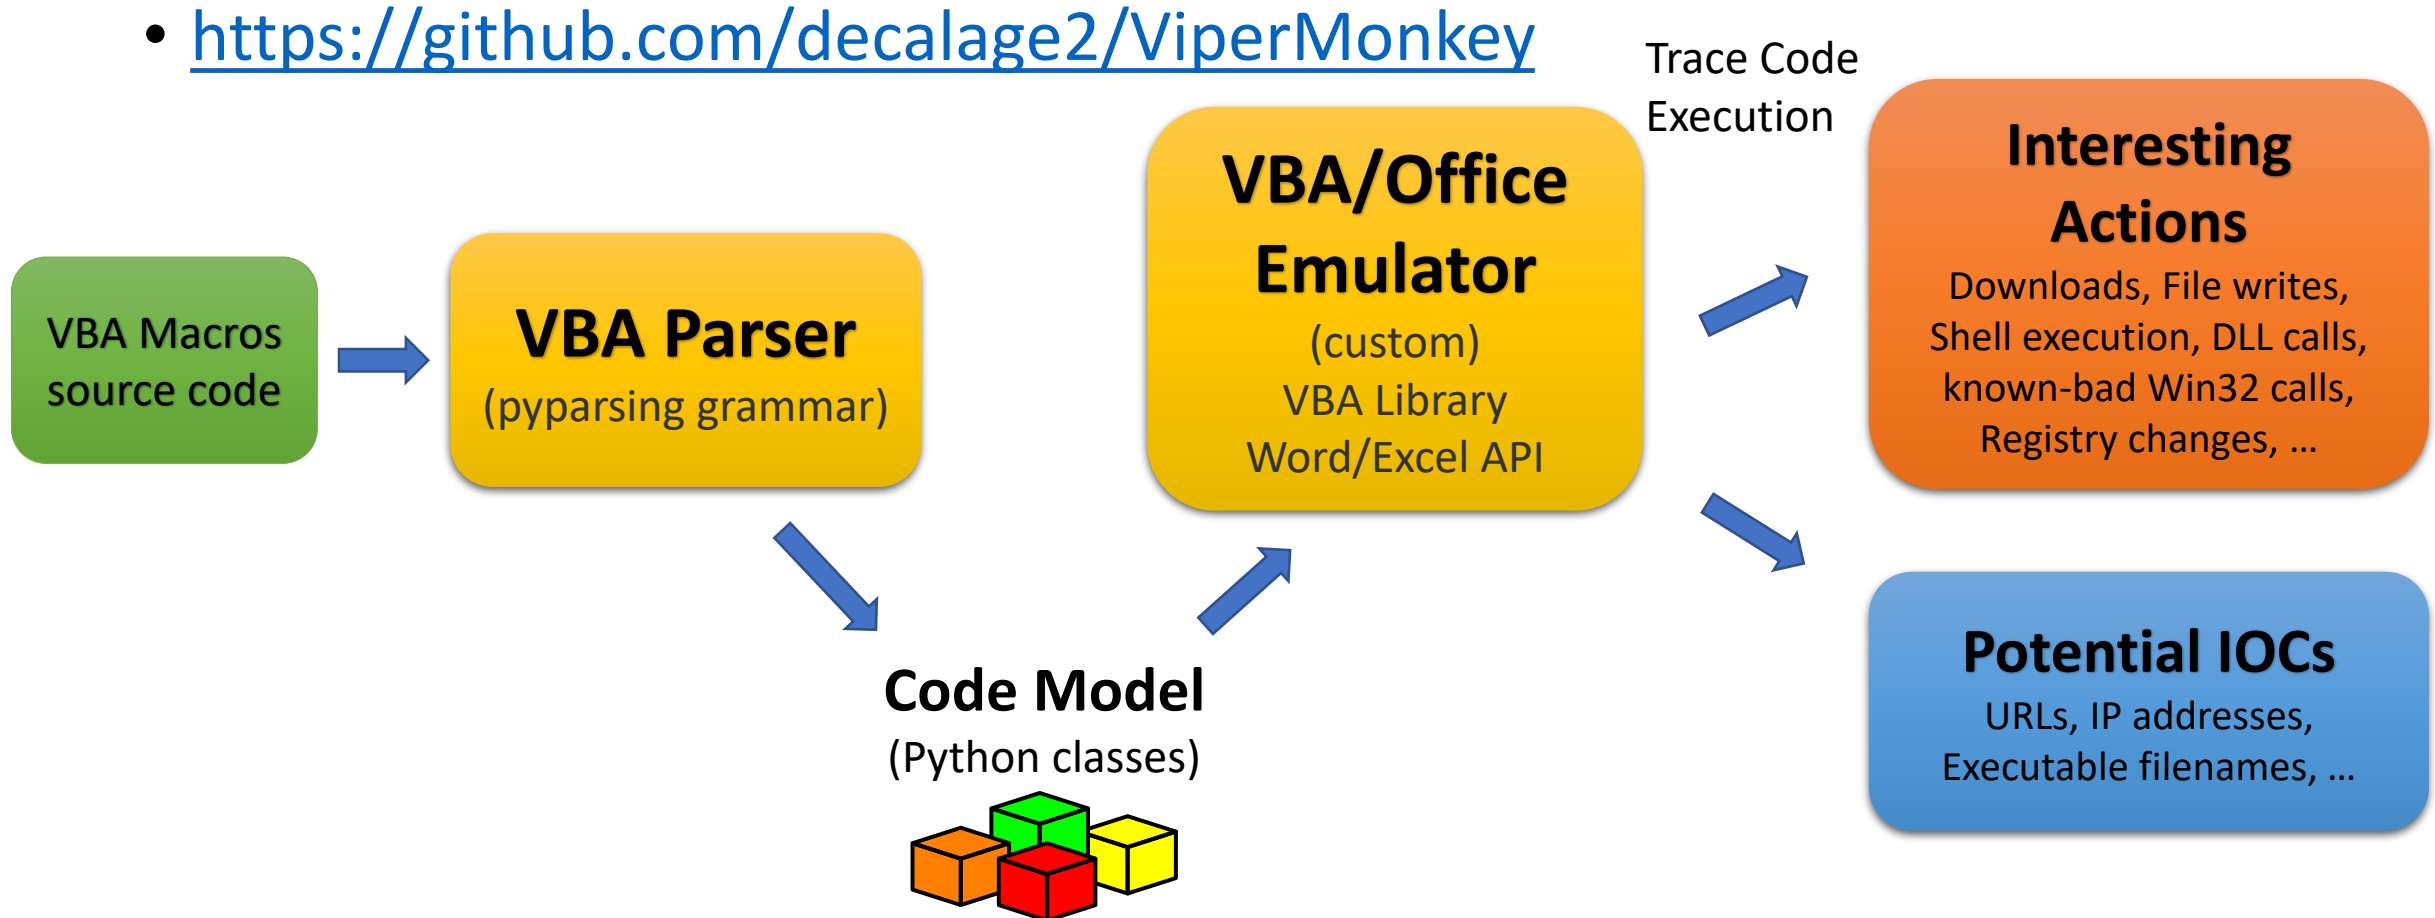 • https://github.com/decalage2/ViperMonkey
VBA Macros
source code
VBA Parser
(pyparsing grammar)
Code Model
(Python classes)
VBA/Office
Emulator
(custom)
VBA Library
Word/Excel API
Trace Code
Execution
Interesting
Actions
Downloads, File writes,
Shell execution, DLL calls,
known-bad Win32 calls,
Registry changes, ...
Potential IOCs
URLs, IP addresses,
Executable filenames, ...